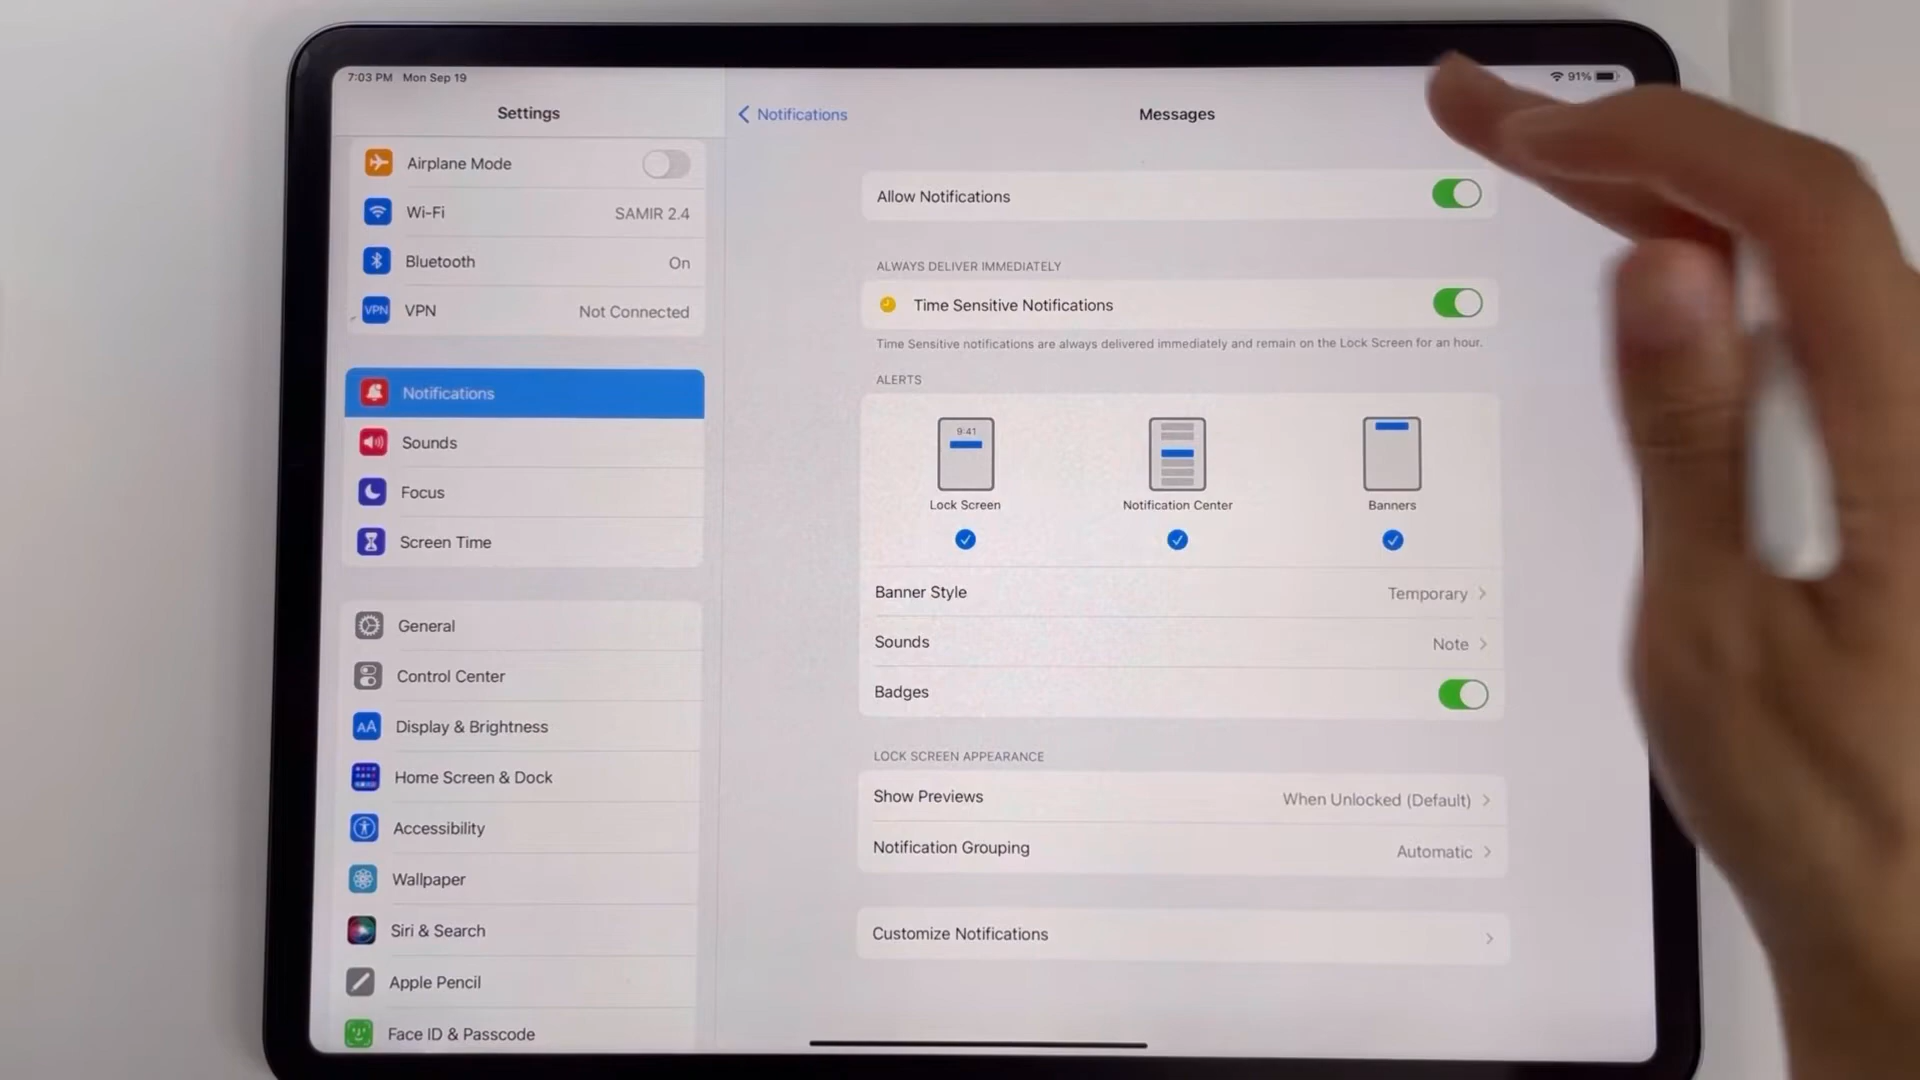 7:03 PM Mon Sep 19
91%
Settings
Airplane Mode
Wi-Fi SAMIR 2.4
Bluetooth On
VPN VPN Not Connected
Notifications
Sounds
Focus
Screen Time
General
Control Center
AA Display & Brightness
Home Screen & Dock
Accessibility
Wallpaper
Siri & Search
Apple Pencil
Face ID & Passcode
Notifications
Messages
Allow Notifications
ALWAYS DELIVER IMMEDIATELY
Time Sensitive Notifications
Time Sensitive notifications are always delivered immediately and remain on the Lock Screen for an hour.
ALERTS
9:41
Lock Screen Notification Center Banners
Banner Style Temporary
Sounds Note
Badges
LOCK SCREEN APPEARANCE
Show Previews When Unlocked (Default)
Notification Grouping Automatic
Customize Notifications